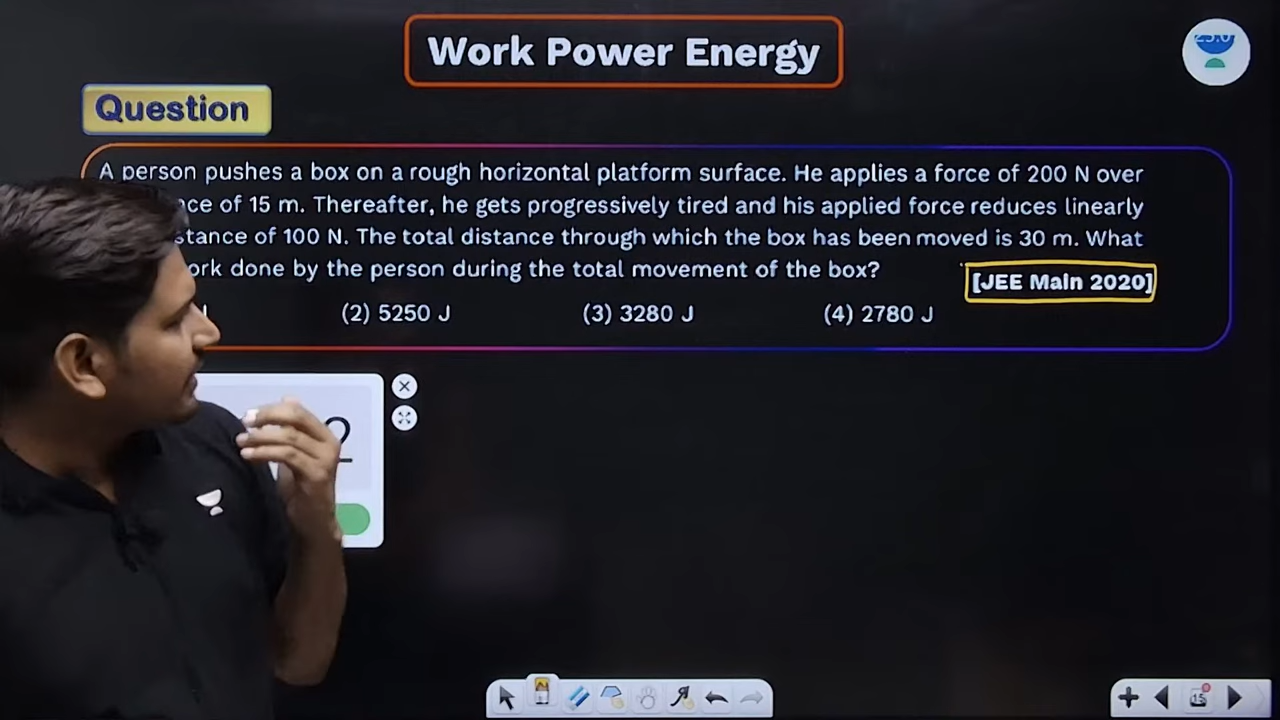 Work Power Energy
Question
A person pushes a box on a rough horizontal platform surface. He applies a force of 200 N over
of 15 m. Thereafter, he gets progressively tired and his applied force reduces linearly
of 100 N. The total distance through which the box has been moved is 30 m. What
done by the person during the total movement of the box?
[JEE Main 2020]
(2) 5250 J (3) 3280 J (4) 2780 J
2
15